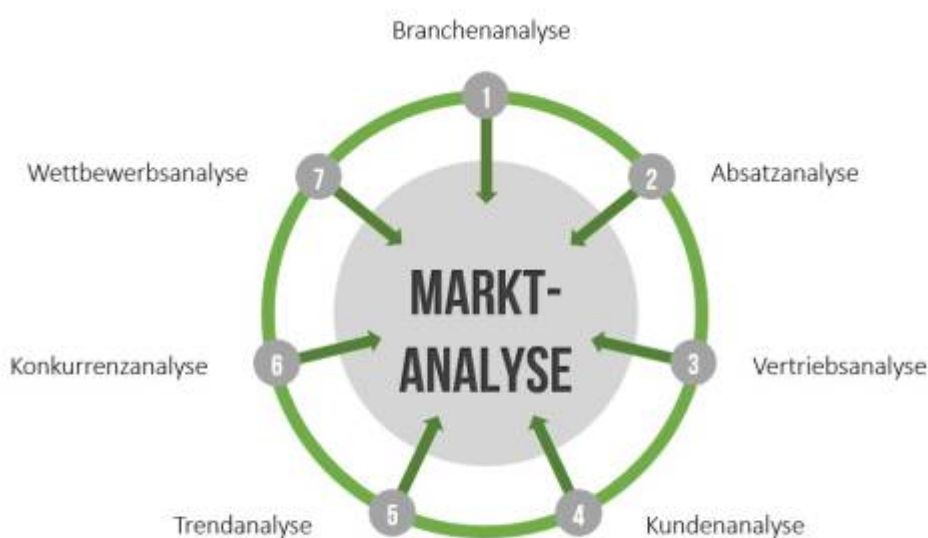 Branchenanalyse
1
Wettbewerbsanalyse
7
2
Absatzanalyse
MARKT-
ANALYSE
Konkurrenzanalyse
6
3
Vertriebsanalyse
Trendanalyse
5
4
Kundenanalyse